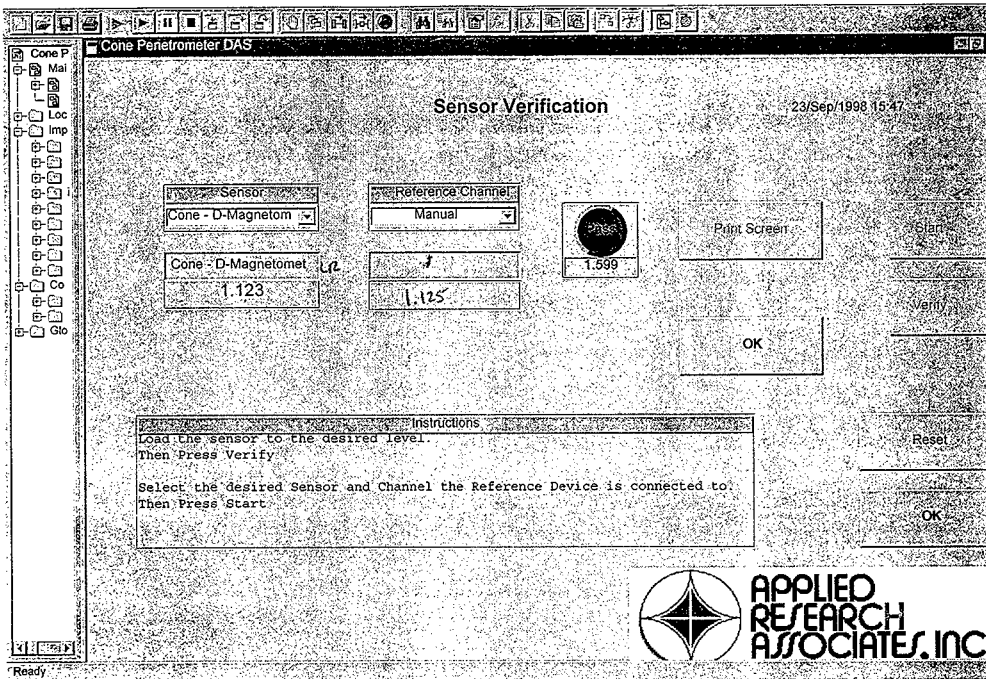 Cone Penetrometer DAS
Cone P
Mai
Loc
Imp
i
Co
Glo
Sensor Verification
23/Sep/1998 15:47
Sensor
Reference Channel
Cone - D-Magnetom
Manual
Print Screen
Start
Cone - D-Magnetomet
1.599
1.123
1.125
Verify
OK
Instructions
Load the sensor to the desired level.
Then Press Verify
Select the desired Sensor and Channel the Reference Device is connected to.
Then Press Start
Reset
OK
APPLIED
RESEARCH
ASSOCIATES, INC
Ready